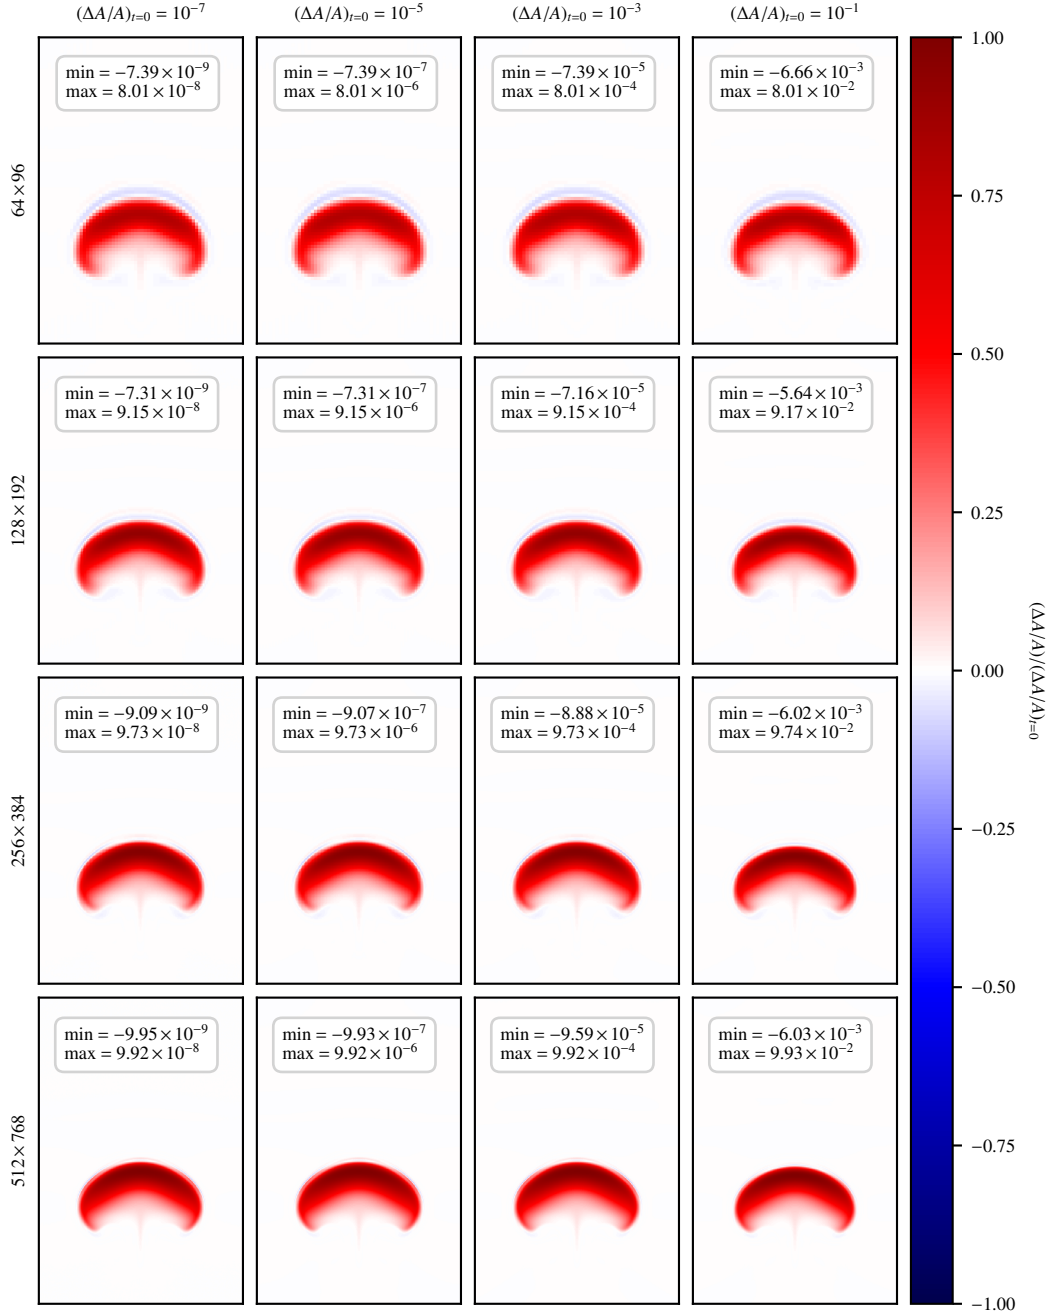 (ΔA/A)ₜ₌₀ = 10⁻⁷
(ΔA/A)ₜ₌₀ = 10⁻⁵
(ΔA/A)ₜ₌₀ = 10⁻³
(ΔA/A)ₜ₌₀ = 10⁻¹
64×96
min = −7.39×10⁻⁹
max = 8.01×10⁻⁸
min = −7.39×10⁻⁷
max = 8.01×10⁻⁶
min = −7.39×10⁻⁵
max = 8.01×10⁻⁴
min = −6.66×10⁻³
max = 8.01×10⁻²
128×192
min = −7.31×10⁻⁹
max = 9.15×10⁻⁸
min = −7.31×10⁻⁷
max = 9.15×10⁻⁶
min = −7.16×10⁻⁵
max = 9.15×10⁻⁴
min = −5.64×10⁻³
max = 9.17×10⁻²
256×384
min = −9.09×10⁻⁹
max = 9.73×10⁻⁸
min = −9.07×10⁻⁷
max = 9.73×10⁻⁶
min = −8.88×10⁻⁵
max = 9.73×10⁻⁴
min = −6.02×10⁻³
max = 9.74×10⁻²
512×768
min = −9.95×10⁻⁹
max = 9.92×10⁻⁸
min = −9.93×10⁻⁷
max = 9.92×10⁻⁶
min = −9.59×10⁻⁵
max = 9.92×10⁻⁴
min = −6.03×10⁻³
max = 9.93×10⁻²
1.00
0.75
0.50
0.25
0.00
−0.25
−0.50
−0.75
−1.00
(ΔA/A)/(ΔA/A)ₜ₌₀